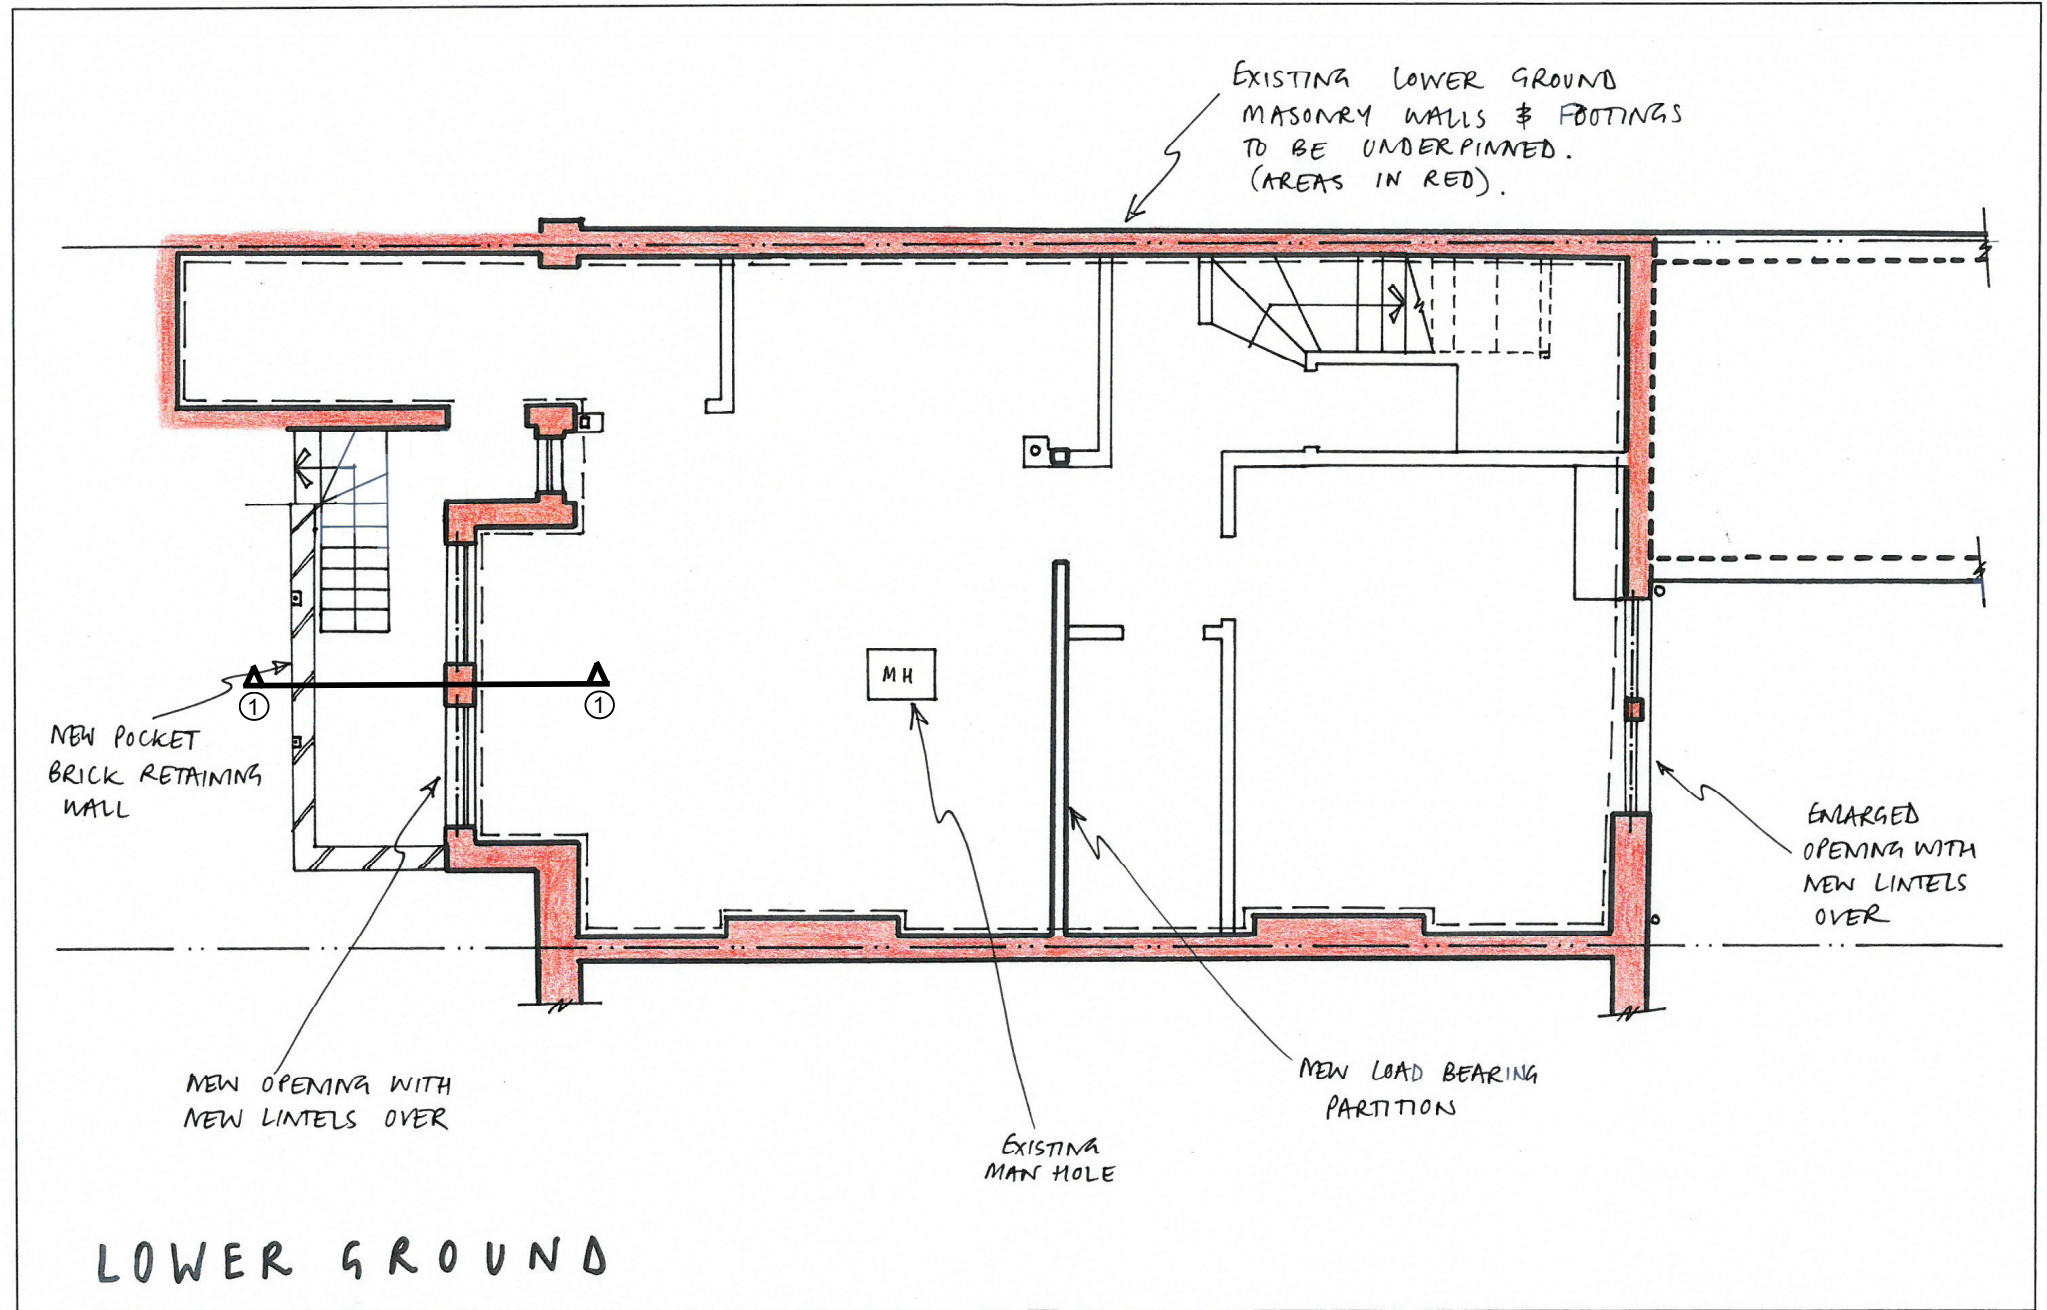 EXISTING LOWER GROUND
MASONRY WALLS & FOOTINGS
TO BE UNDERPINNED.
(AREAS IN RED).
MH
1
1
NEW POCKET
BRICK RETAINING
WALL
ENLARGED
OPENING WITH
NEW LINTELS
OVER
NEW OPENING WITH
NEW LINTELS OVER
NEW LOAD BEARING
PARTITION
EXISTING
MAN HOLE
LOWER GROUND